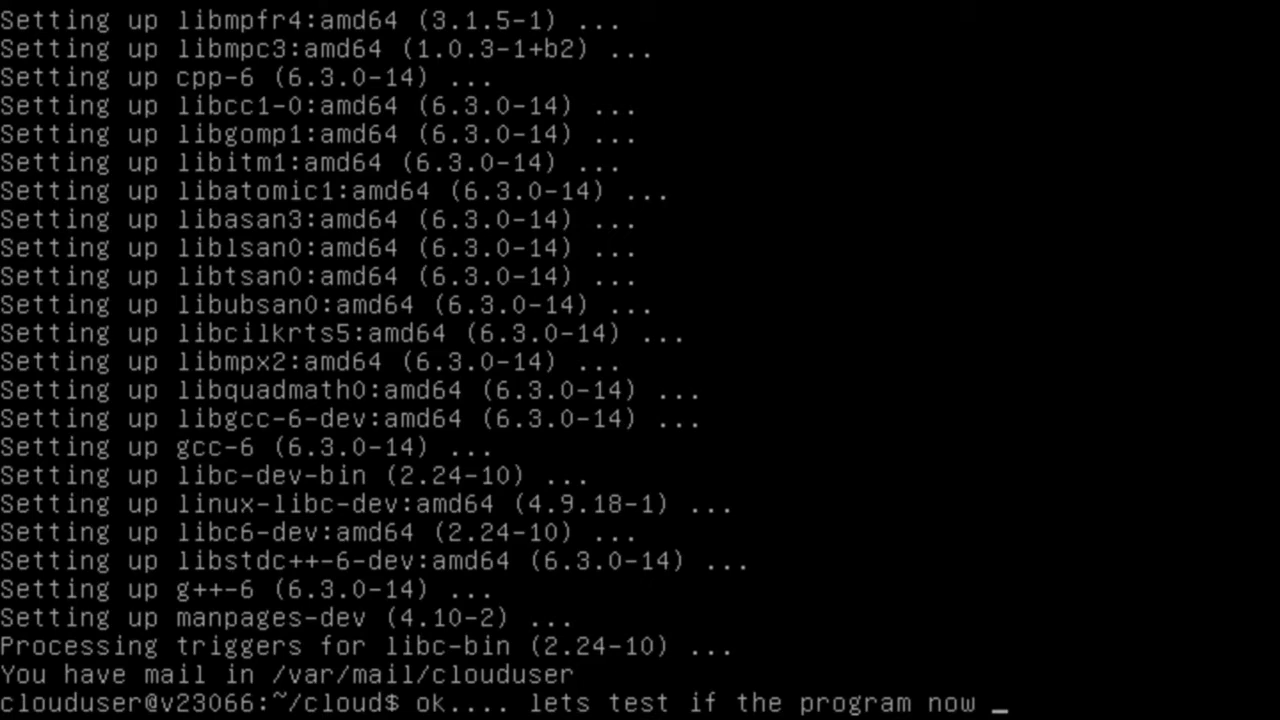 Setting up libmpfr4:amd64 (3.1.5-1) ...
Setting up libmpc3:amd64 (1.0.3-1+b2) ...
Setting up cpp-6 (6.3.0-14) ...
Setting up libcc1-0:amd64 (6.3.0-14) ...
Setting up libgomp1:amd64 (6.3.0-14) ...
Setting up libitm1:amd64 (6.3.0-14) ...
Setting up libatomic1:amd64 (6.3.0-14) ...
Setting up libasan3:amd64 (6.3.0-14) ...
Setting up liblsan0:amd64 (6.3.0-14) ...
Setting up libtsan0:amd64 (6.3.0-14) ...
Setting up libubsan0:amd64 (6.3.0-14) ...
Setting up libcilkrts5:amd64 (6.3.0-14) ...
Setting up libmpx2:amd64 (6.3.0-14) ...
Setting up libquadmath0:amd64 (6.3.0-14) ...
Setting up libgcc-6-dev:amd64 (6.3.0-14) ...
Setting up gcc-6 (6.3.0-14) ...
Setting up libc-dev-bin (2.24-10) ...
Setting up linux-libc-dev:amd64 (4.9.18-1) ...
Setting up libc6-dev:amd64 (2.24-10) ...
Setting up libstdc++-6-dev:amd64 (6.3.0-14) ...
Setting up g++-6 (6.3.0-14) ...
Setting up manpages-dev (4.10-2) ...
Processing triggers for libc-bin (2.24-10) ...
You have mail in /var/mail/clouduser
clouduser@v23066:~/cloud$ ok.... lets test if the program now _